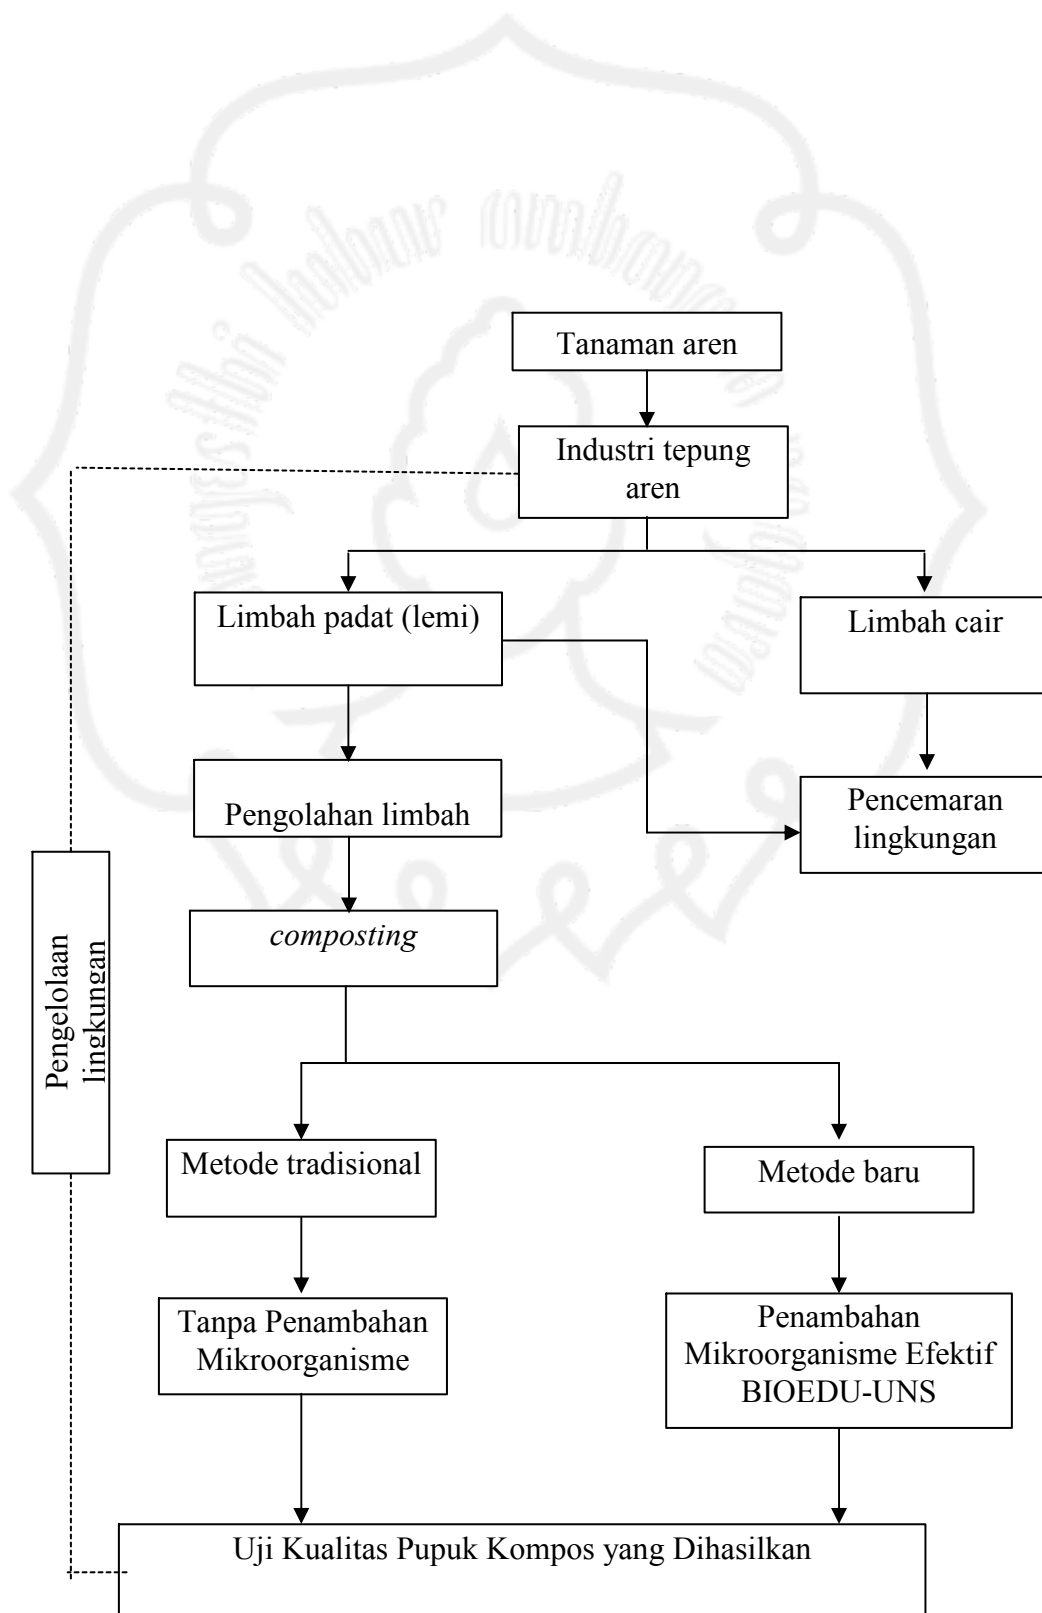 Tanaman aren
Industri tepung
aren
Limbah padat (lemi)
Limbah cair
Pengolahan limbah
Pencemaran
lingkungan
composting
Pengelolaan
lingkungan
Metode tradisional
Metode baru
Tanpa Penambahan
Mikroorganisme
Penambahan
Mikroorganisme Efektif
BIOEDU-UNS
Uji Kualitas Pupuk Kompos yang Dihasilkan